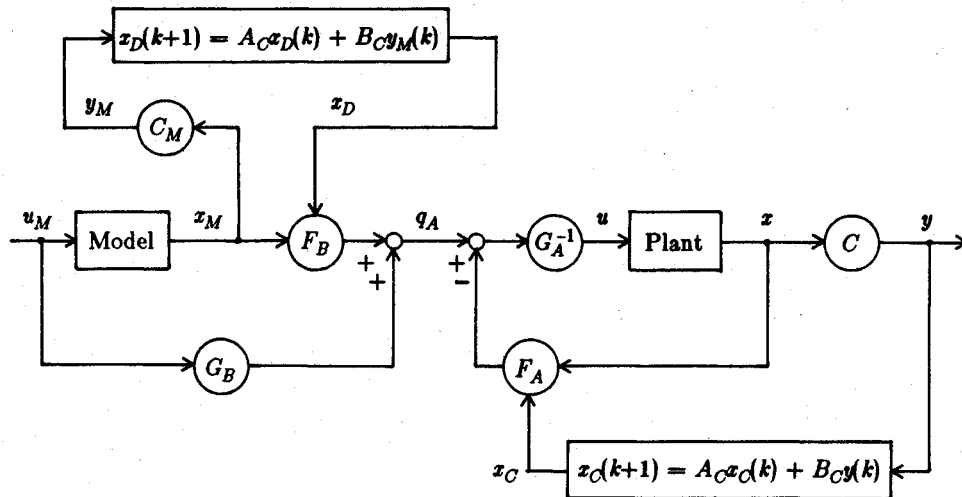 x_D(k+1) = A_C x_D(k) + B_C y_M(k)
y_M
x_D
C_M
u_M
Model
x_M
F_B
+
+
q_A
+
−
G_A^{-1}
u
Plant
x
C
y
G_B
F_A
x_C
x_C(k+1) = A_C x_C(k) + B_C y(k)